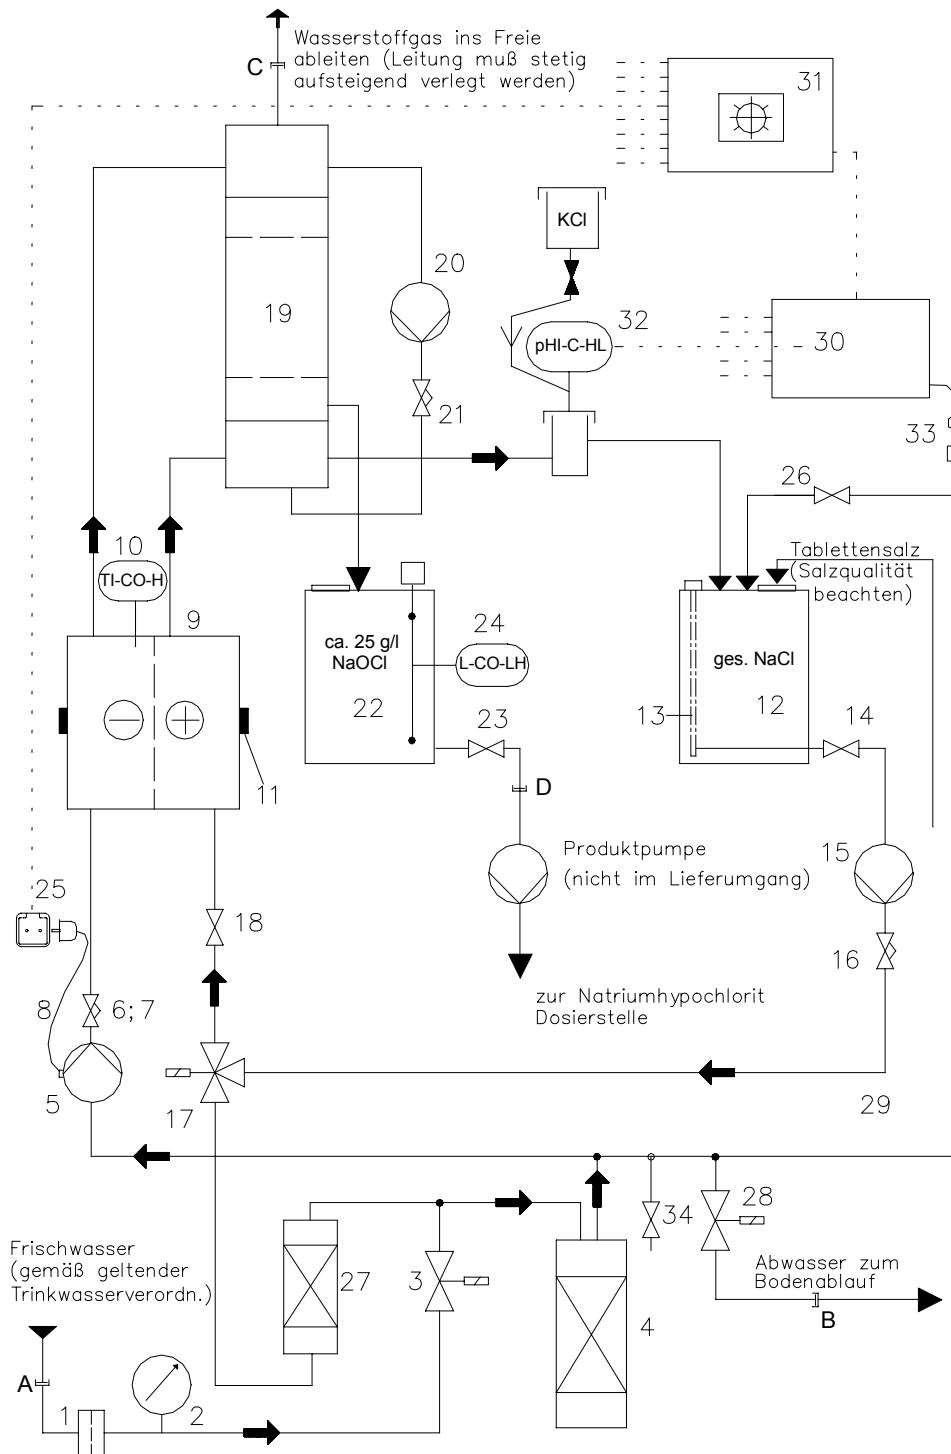 Wasserstoffgas ins Freie
ableiten (Leitung muß stetig
aufsteigend verlegt werden)
C
31
KCl
20
32
19
pHI-C-HL
30
21
33
26
10
Tablettensalz
(Salzqualität
beachten)
TI-CO-H
9
24
ca. 25 g/l
NaOCl
L-CO-LH
ges. NaCl
22
23
13
12
14
11
D
Produktpumpe
(nicht im Lieferumgang)
15
25
18
16
8
6; 7
zur Natriumhypochlorit
Dosierstelle
5
17
29
28
34
Frischwasser
(gemäß geltender
Trinkwasserverordn.)
27
3
Abwasser zum
Bodenablauf
4
B
A
1
2